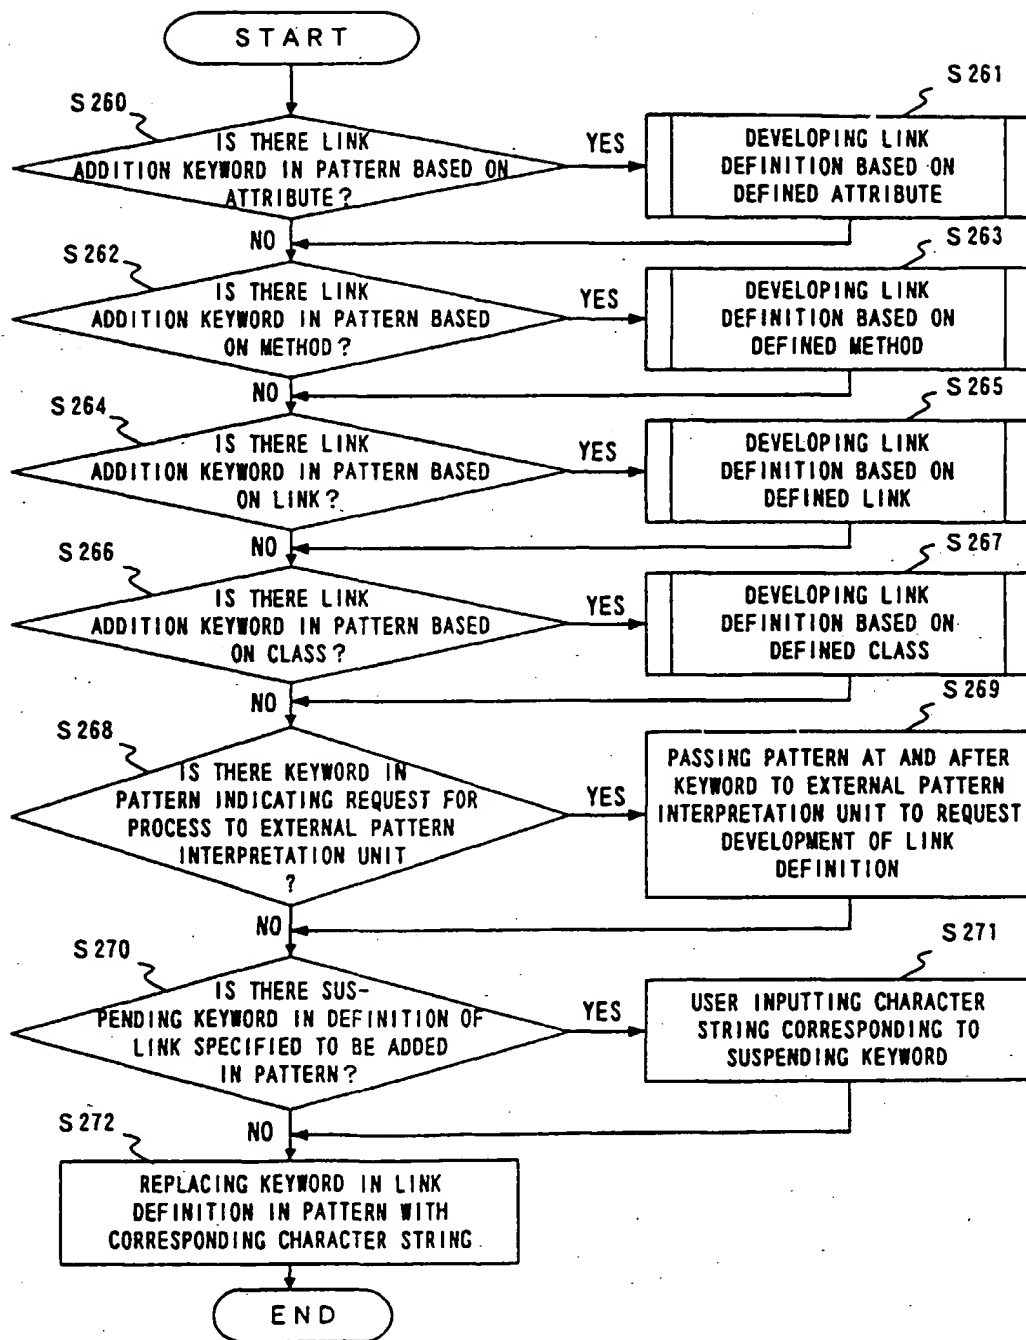 START
S260
IS THERE LINK
ADDITION KEYWORD IN PATTERN BASED ON
ATTRIBUTE?
YES
S261
DEVELOPING LINK
DEFINITION BASED ON
DEFINED ATTRIBUTE
NO
S262
IS THERE LINK
ADDITION KEYWORD IN PATTERN BASED
ON METHOD?
YES
S263
DEVELOPING LINK
DEFINITION BASED ON
DEFINED METHOD
NO
S264
IS THERE LINK
ADDITION KEYWORD IN PATTERN BASED
ON LINK?
YES
S265
DEVELOPING LINK
DEFINITION BASED ON
DEFINED LINK
NO
S266
IS THERE LINK
ADDITION KEYWORD IN PATTERN BASED
ON CLASS?
YES
S267
DEVELOPING LINK
DEFINITION BASED ON
DEFINED CLASS
NO
S268
IS THERE KEYWORD IN
PATTERN INDICATING REQUEST FOR
PROCESS TO EXTERNAL PATTERN
INTERPRETATION UNIT
?
YES
S269
PASSING PATTERN AT AND AFTER
KEYWORD TO EXTERNAL PATTERN
INTERPRETATION UNIT TO REQUEST
DEVELOPMENT OF LINK
DEFINITION
NO
S270
IS THERE SUS-
PENDING KEYWORD IN DEFINITION OF
LINK SPECIFIED TO BE ADDED
IN PATTERN?
YES
S271
USER INPUTTING CHARACTER
STRING CORRESPONDING TO
SUSPENDING KEYWORD
NO
S272
REPLACING KEYWORD IN LINK
DEFINITION IN PATTERN WITH
CORRESPONDING CHARACTER STRING
END